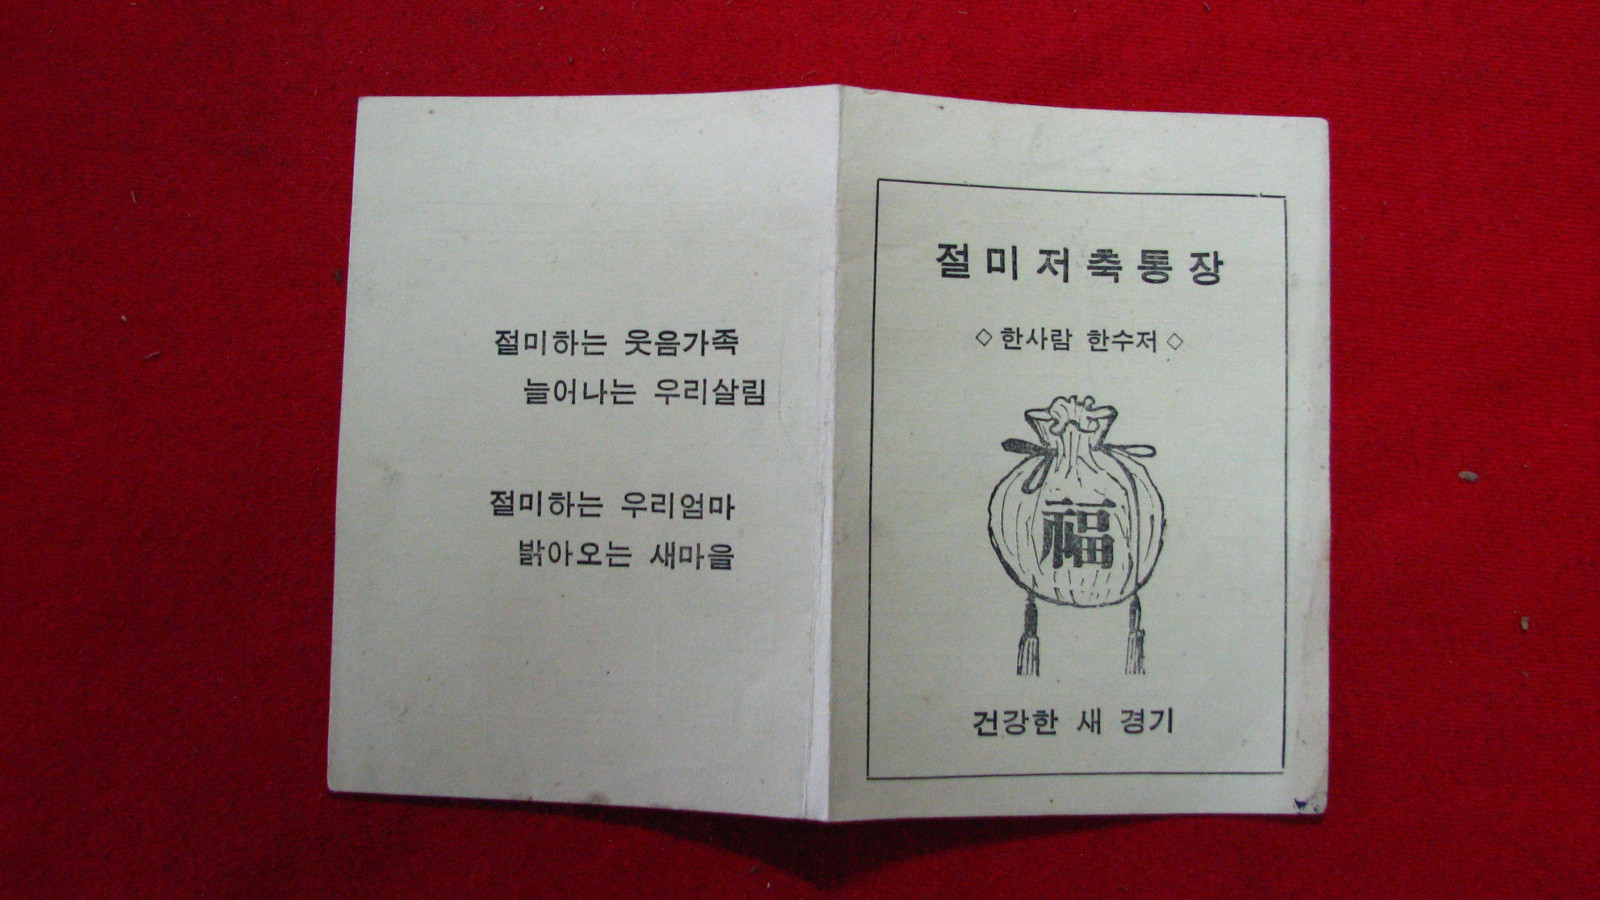 절미하는 웃음가족
늘어나는 우리살림
절미하는 우리엄마
밝아오는 새마을
절미저축통장
◇한사람 한수저◇
福
건강한 새 경기